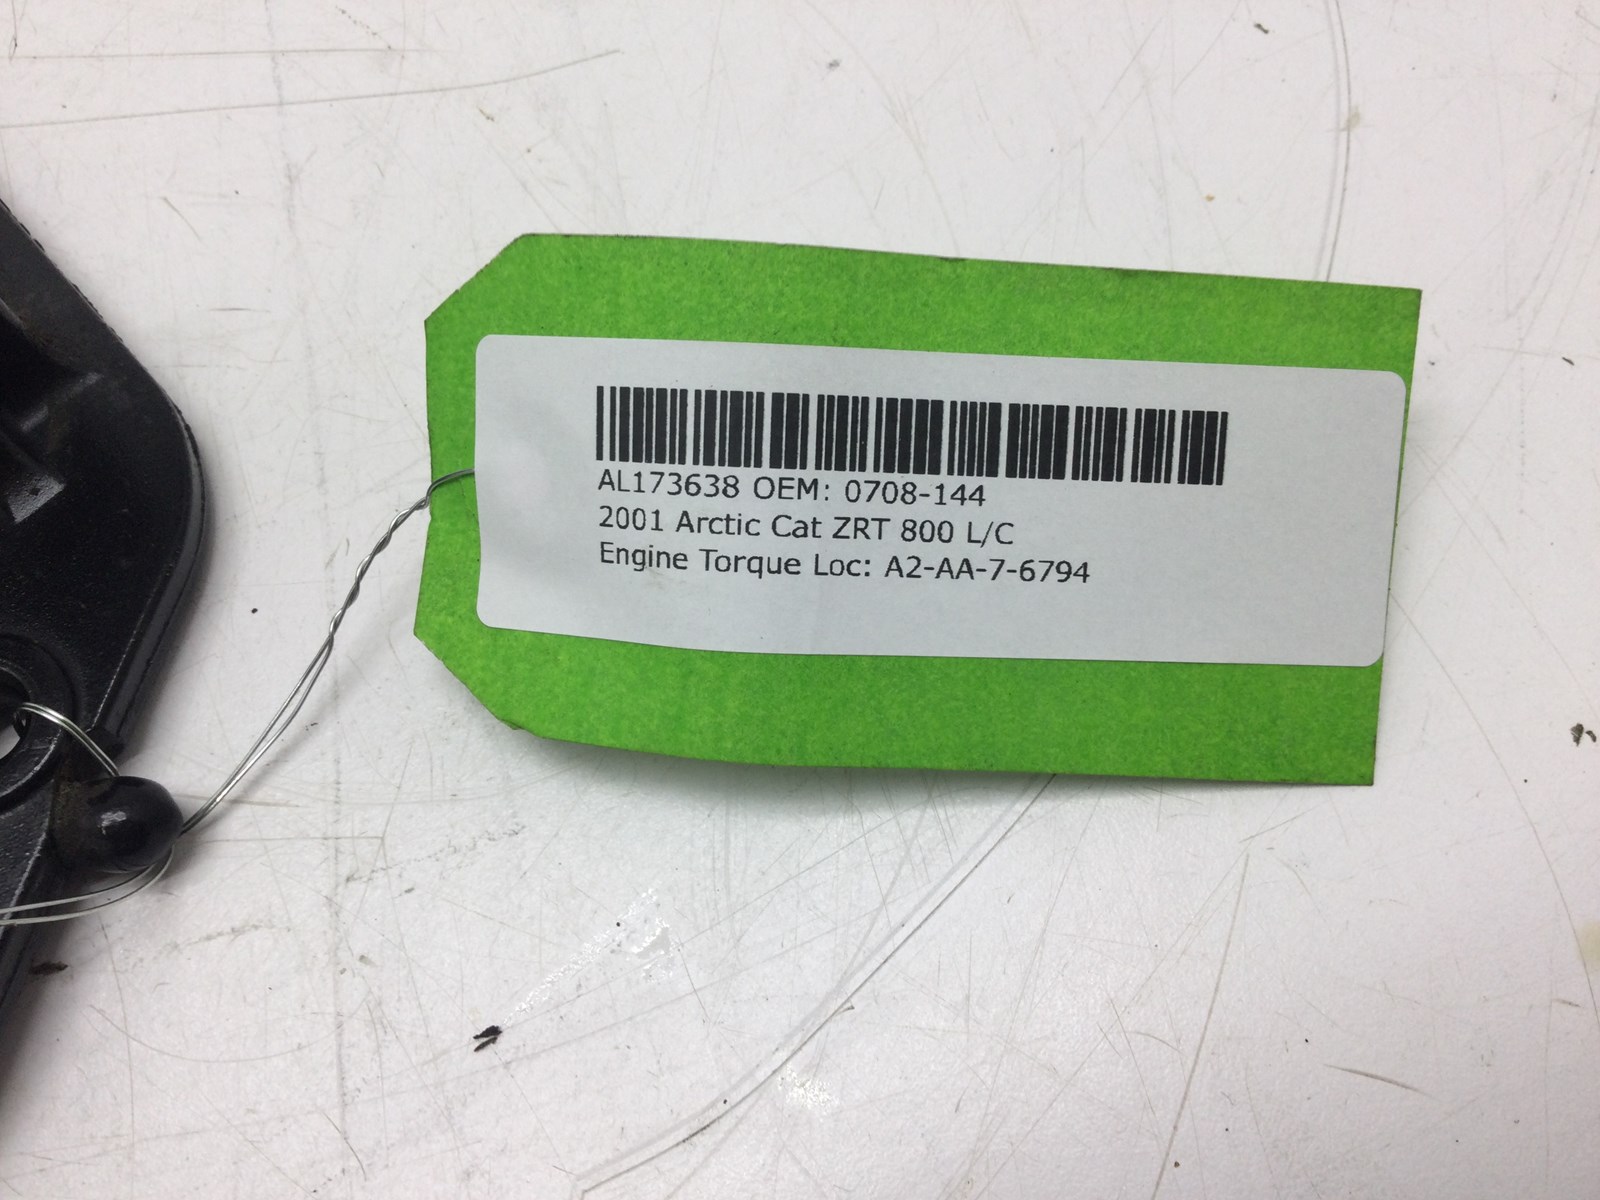 AL173638 OEM: 0708-144
2001 Arctic Cat ZRT 800 L/C
Engine Torque Loc: A2-AA-7-6794